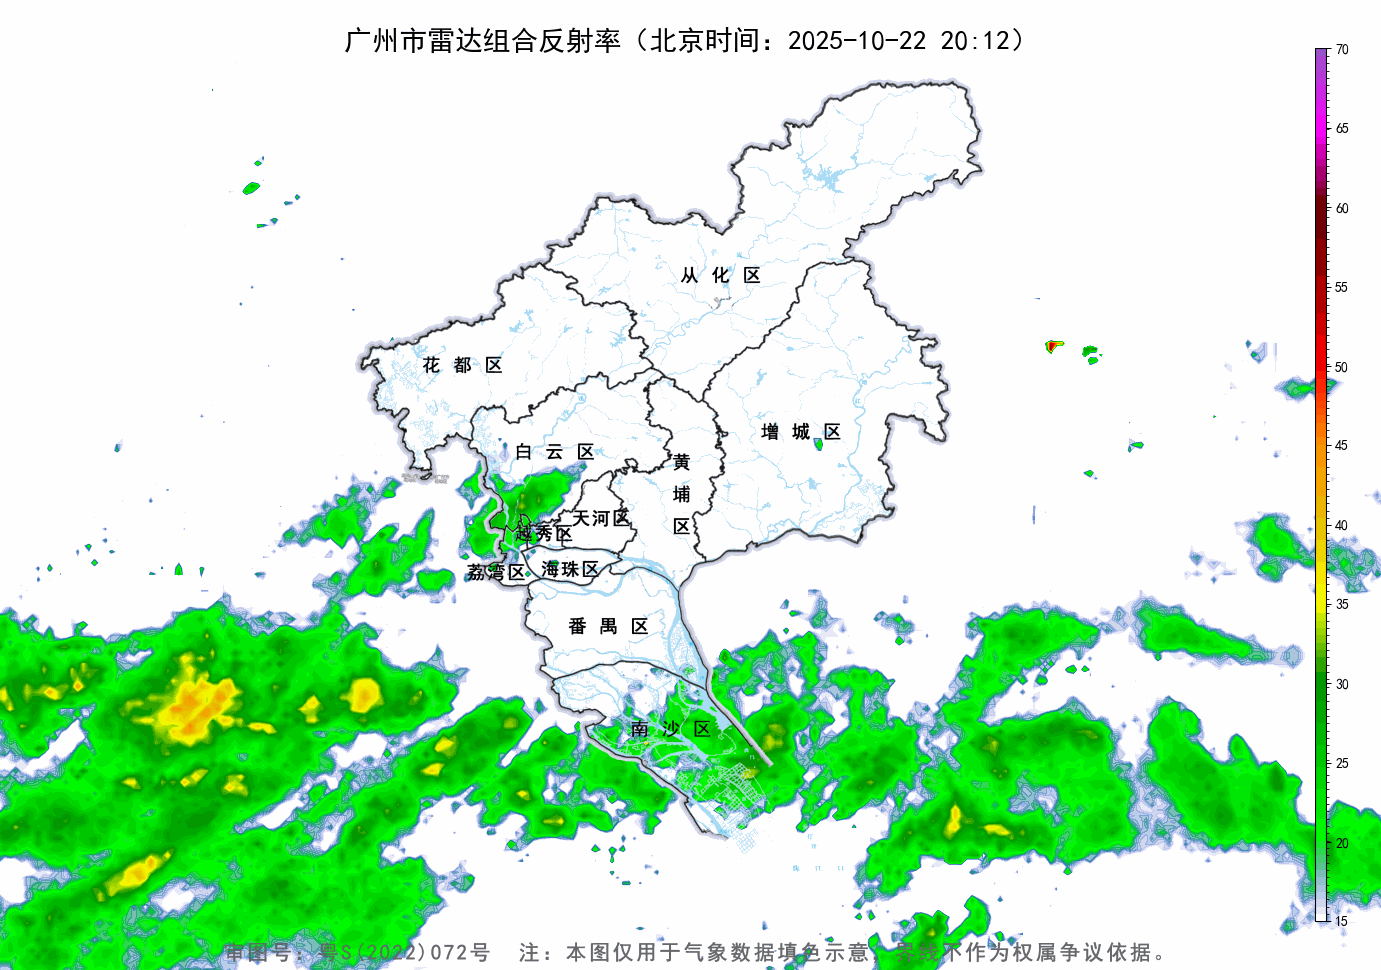 广州市雷达组合反射率（北京时间：2025-10-22 20:12）
70
65
60
55
50
45
40
35
30
25
20
15
从化区
花都区
增城区
白云区
黄埔区
天河区
越秀区
荔湾区
海珠区
番禺区
南沙区
审图号：粤S(2022)072号 注：本图仅用于气象数据填色示意，界线不作为权属争议依据。